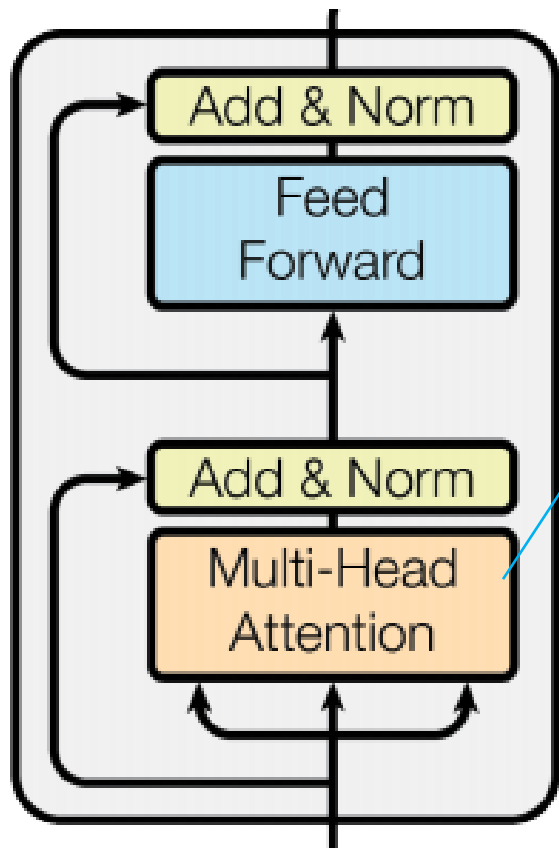 Add & Norm
Feed
Forward
Add & Norm
Multi-Head
Attention